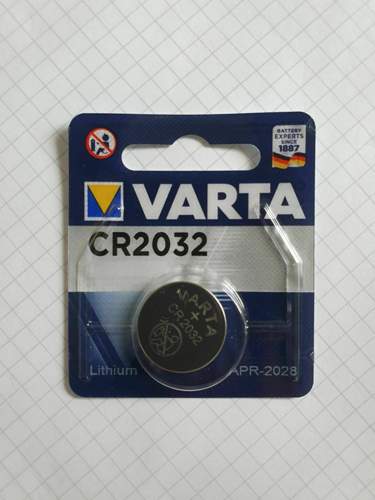 BATTERY
EXPERTS
SINCE
1887
VARTA
CR2032
VARTA
+
CR2032
Lithium
APR-2028